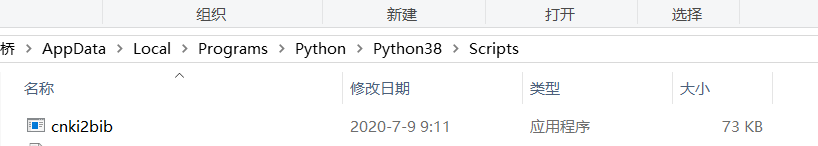 组织 新建 打开 选择
桥 > AppData > Local > Programs > Python > Python38 > Scripts
名称 修改日期 类型 大小
cnki2bib 2020-7-9 9:11 应用程序 73 KB